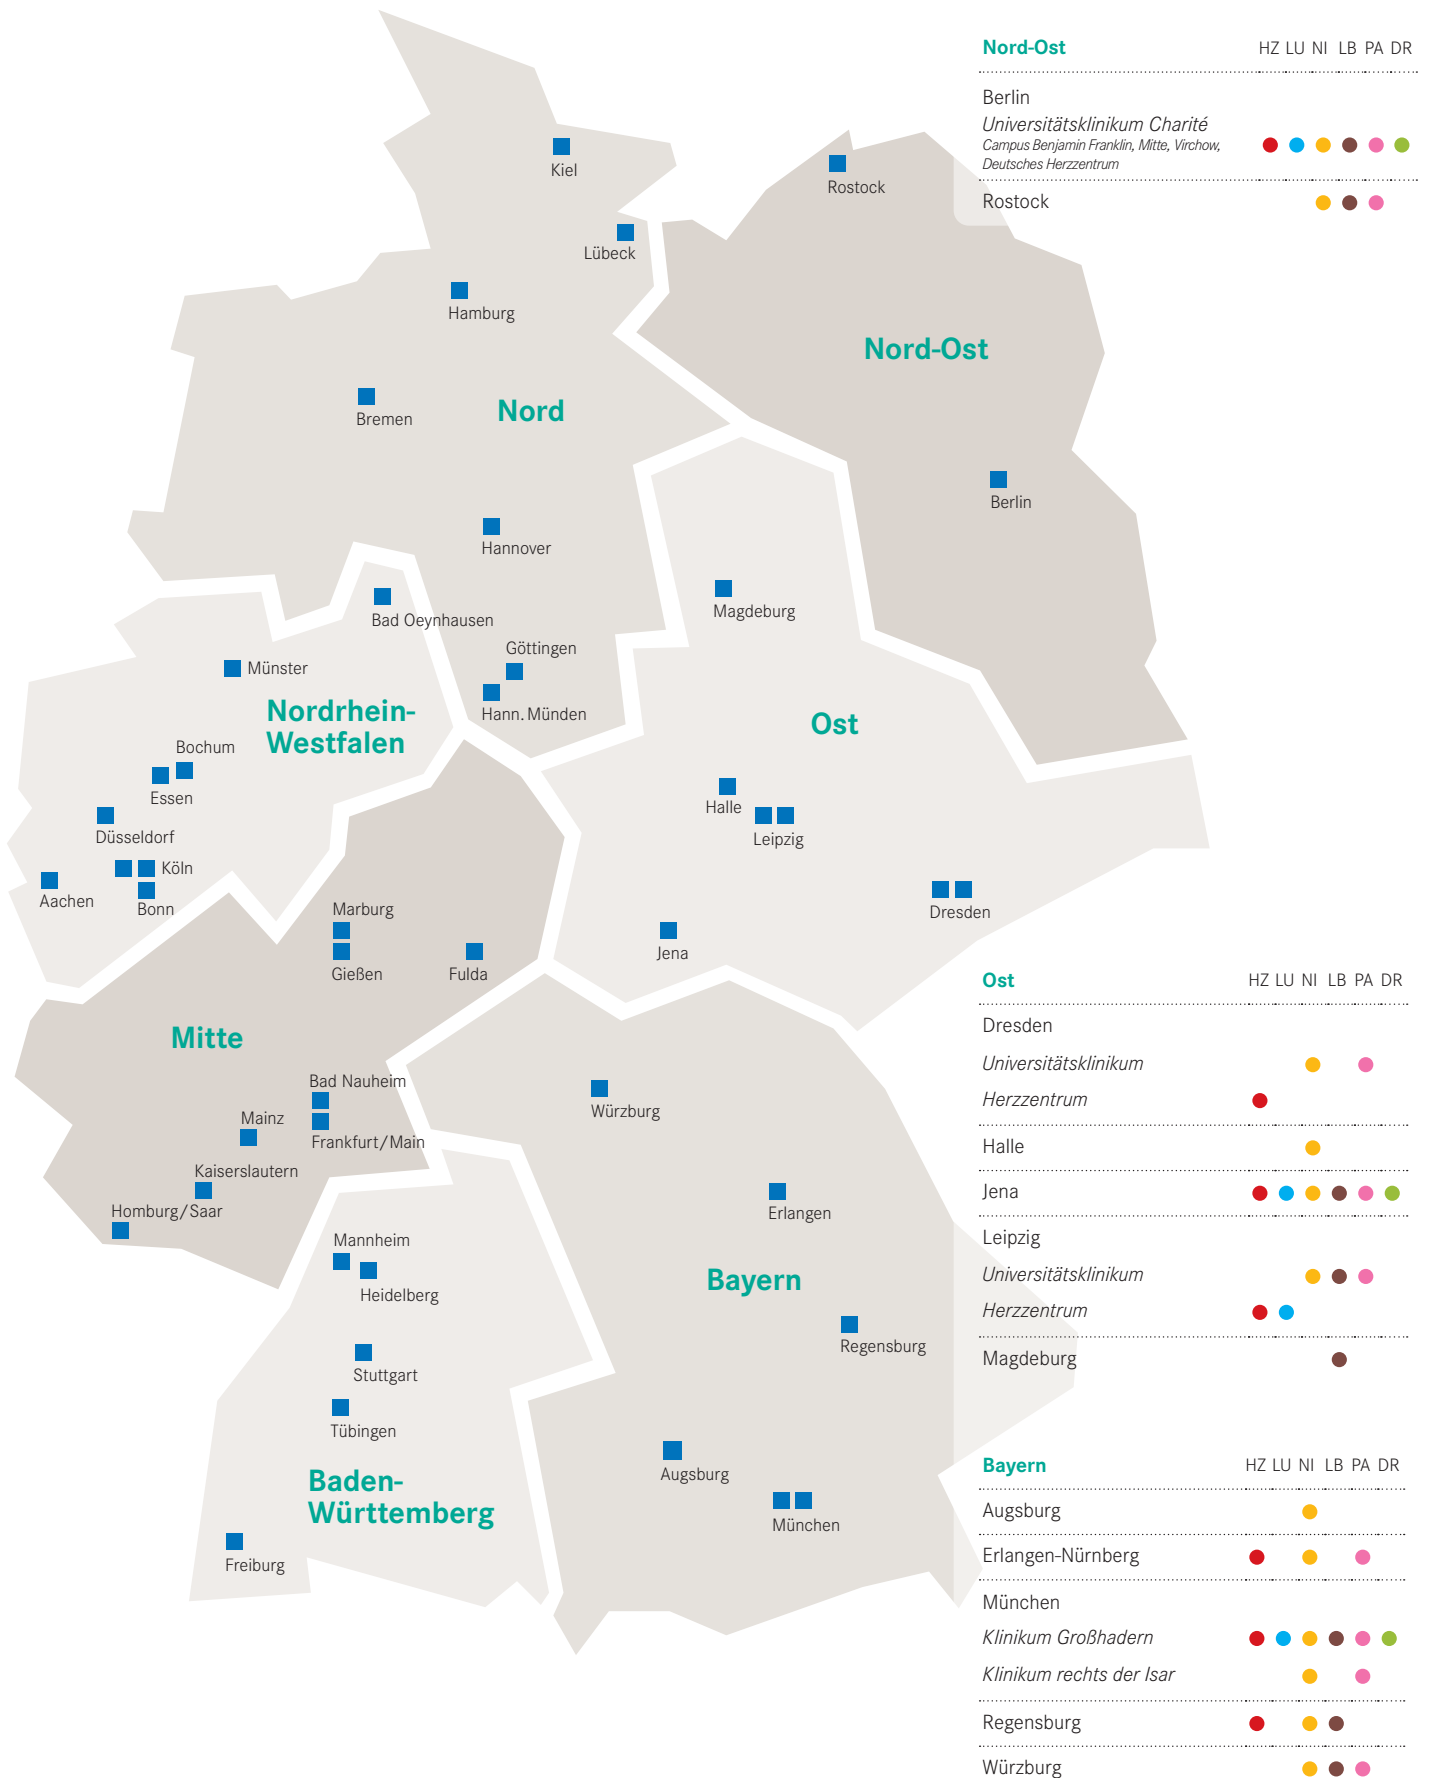 Kiel
Rostock
Lübeck
Hamburg
Nord-Ost
Bremen
Nord
Berlin
Hannover
Magdeburg
Bad Oeynhausen
Göttingen
Münster
Hann. Münden
Nordrhein-
Westfalen
Ost
Bochum
Essen
Halle
Düsseldorf
Leipzig
Köln
Aachen
Bonn
Marburg
Dresden
Jena
Gießen
Fulda
Mitte
Bad Nauheim
Würzburg
Mainz
Frankfurt/Main
Kaiserslautern
Homburg/Saar
Erlangen
Mannheim
Bayern
Heidelberg
Regensburg
Stuttgart
Tübingen
Augsburg
Baden-
Württemberg
München
Freiburg
Nord-Ost HZ LU NI LB PA DR
Berlin
Universitätsklinikum Charité
Campus Benjamin Franklin, Mitte, Virchow,
Deutsches Herzzentrum
Rostock
Ost HZ LU NI LB PA DR
Dresden
Universitätsklinikum
Herzzentrum
Halle
Jena
Leipzig
Universitätsklinikum
Herzzentrum
Magdeburg
Bayern HZ LU NI LB PA DR
Augsburg
Erlangen-Nürnberg
München
Klinikum Großhadern
Klinikum rechts der Isar
Regensburg
Würzburg